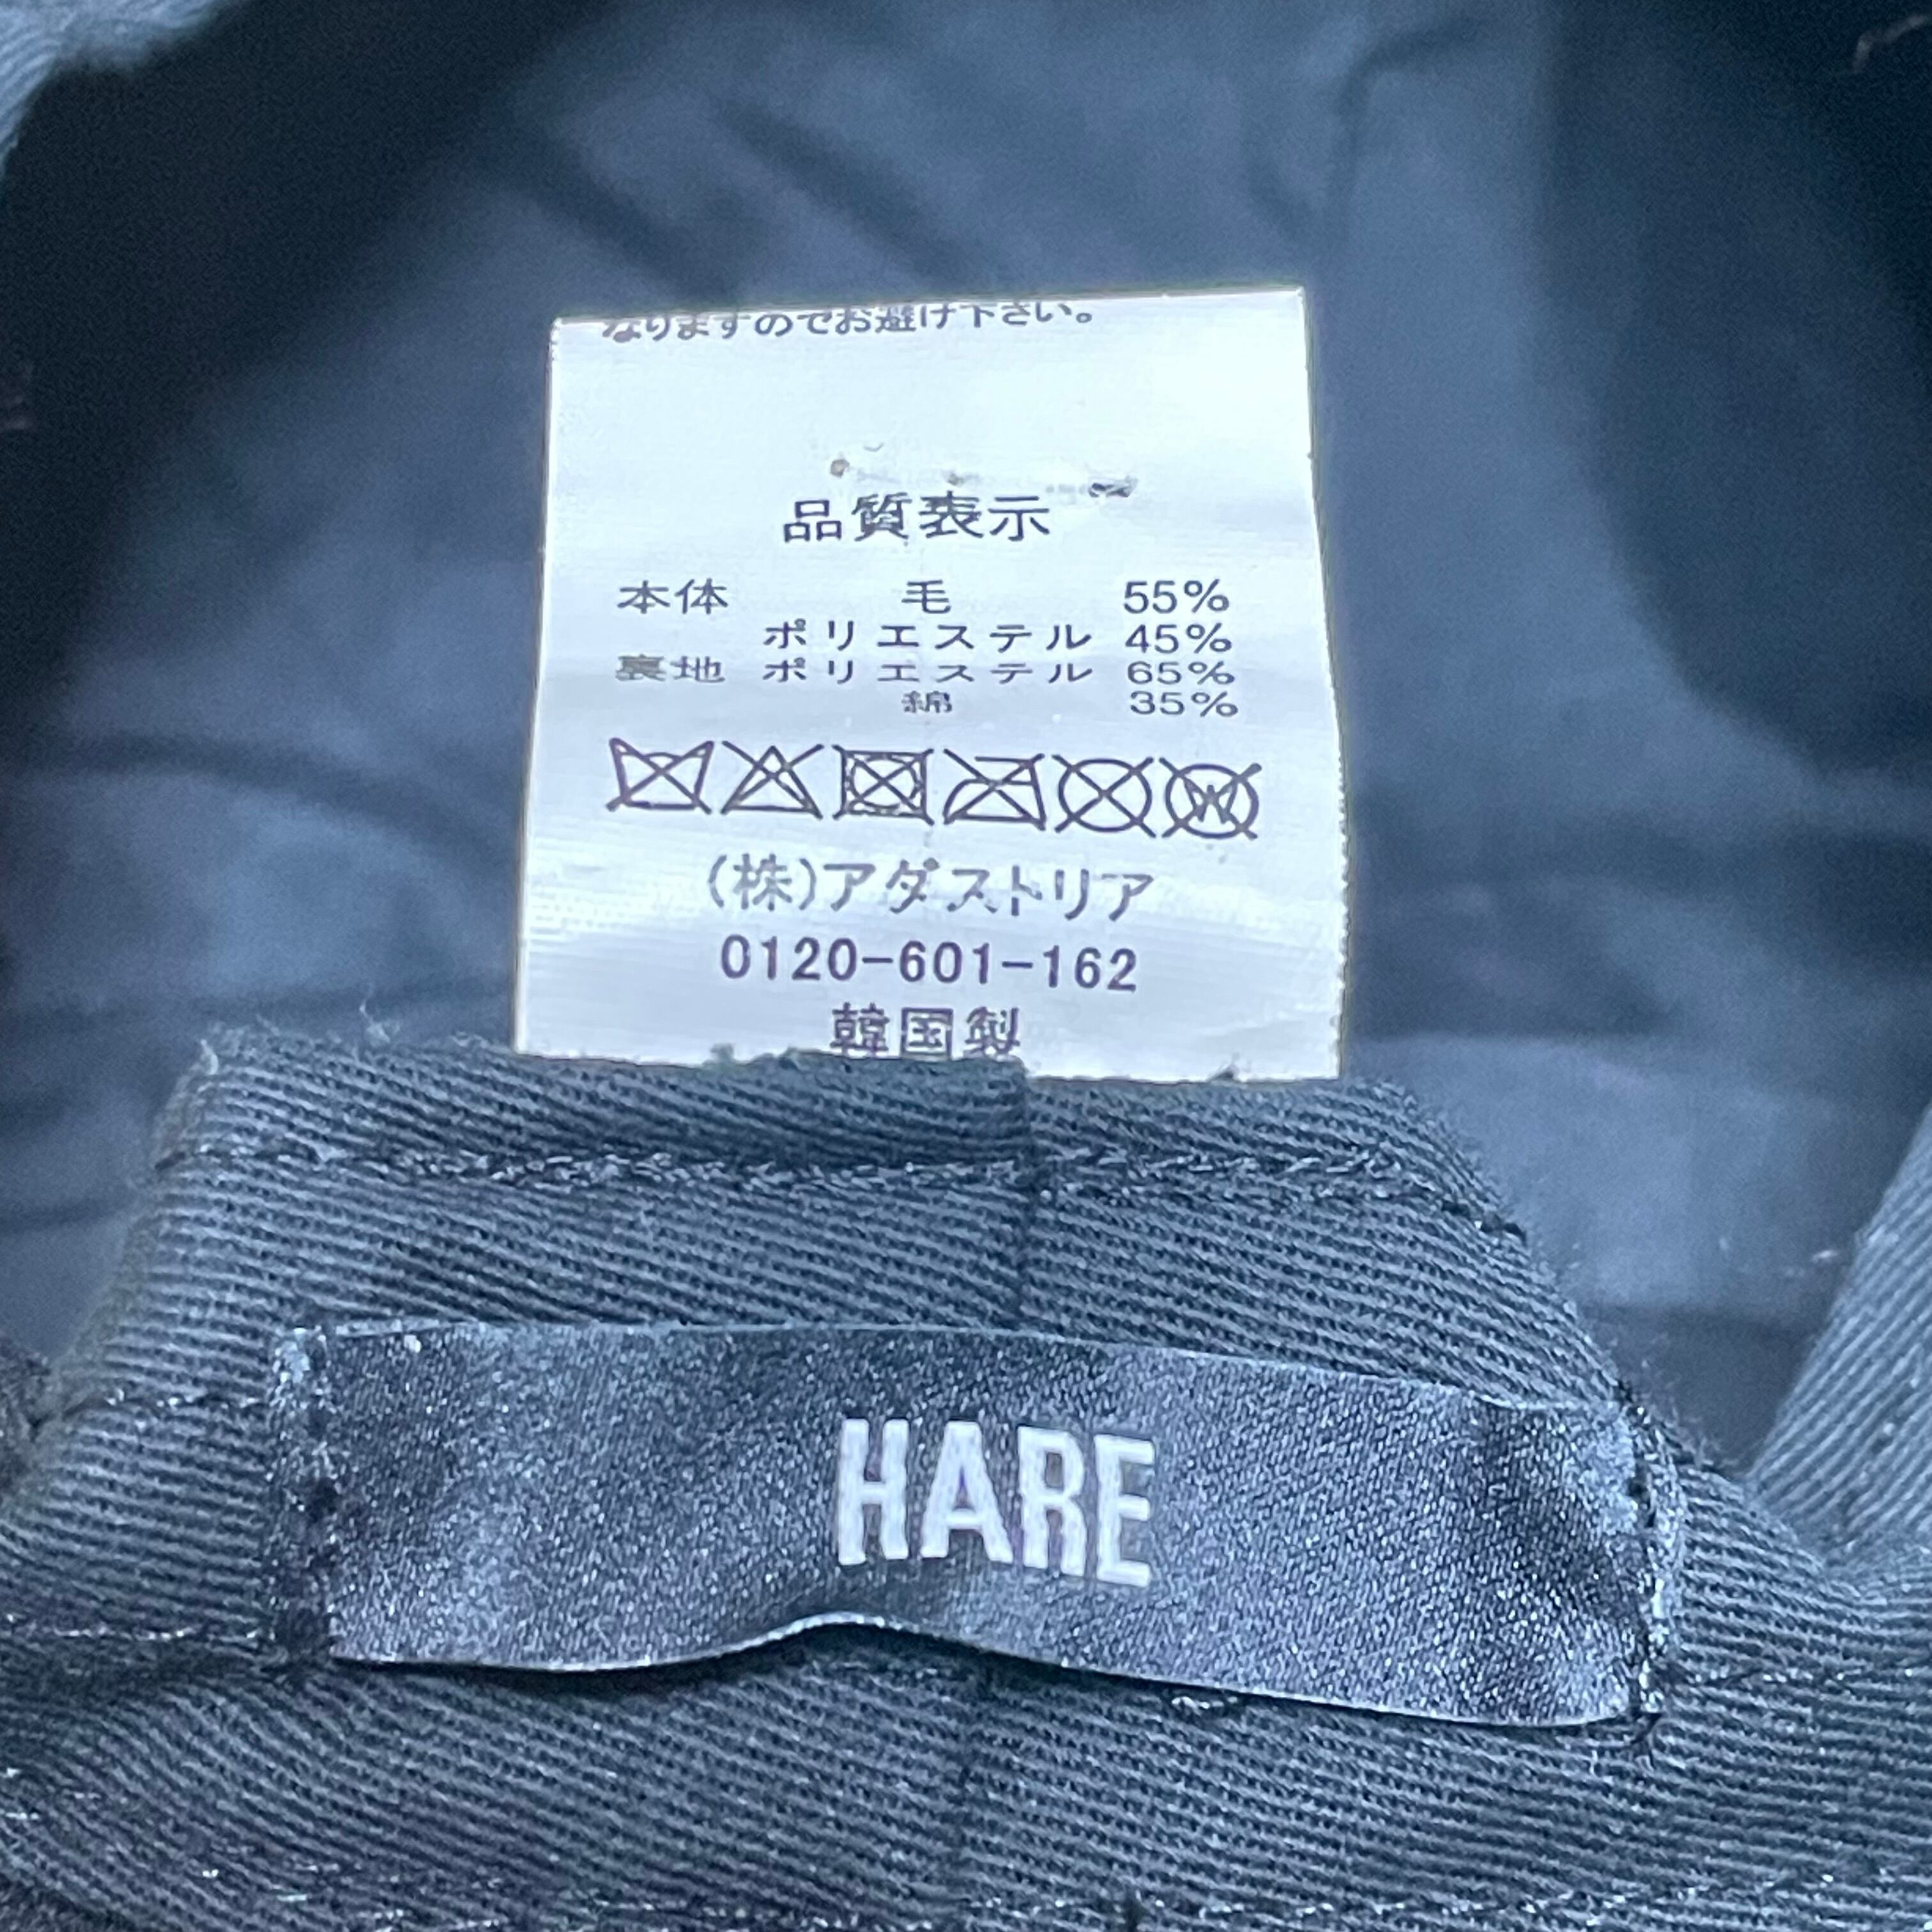 なりますのでお避け下さい。
品質表示
本体 毛 55%
ポリエステル 45%
裏地 ポリエステル 65%
綿 35%
(株)アダストリア
0120-601-162
韓国製
HARE